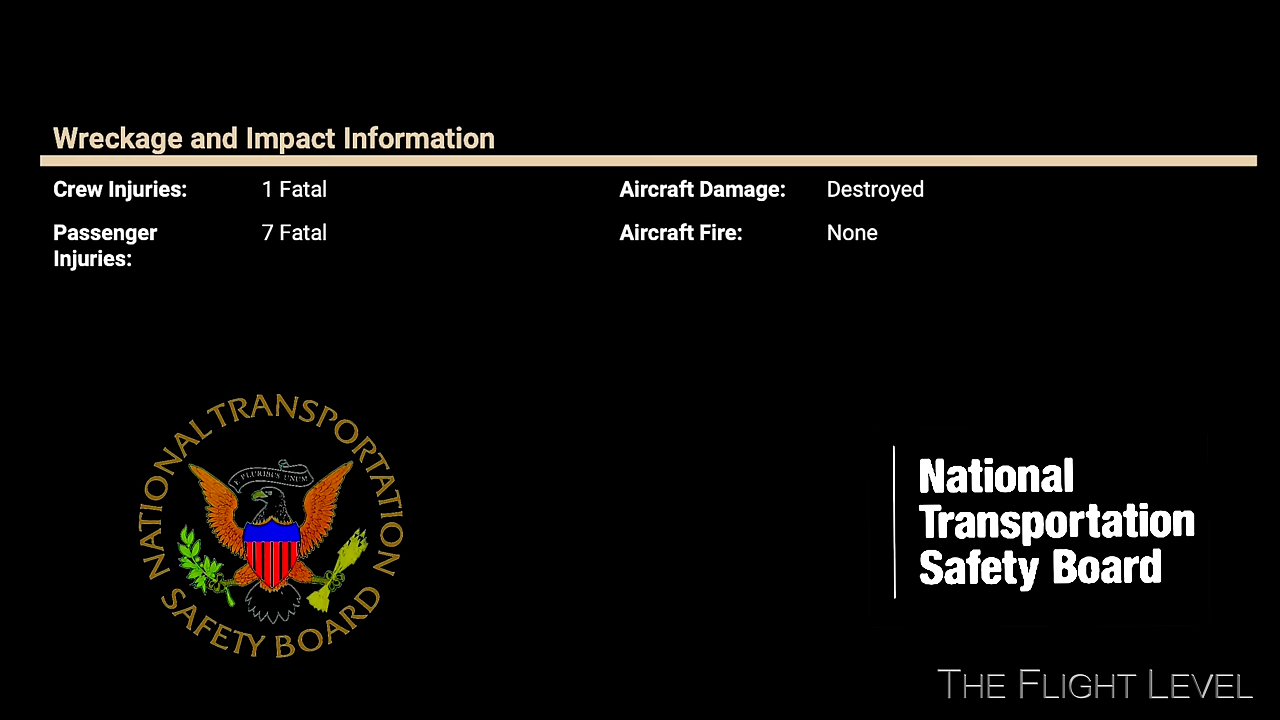 Wreckage and Impact Information
Crew Injuries: 1 Fatal Aircraft Damage: Destroyed
Passenger Injuries: 7 Fatal Aircraft Fire: None
NATIONAL TRANSPORTATION SAFETY BOARD
E PLURIBUS UNUM
National
Transportation
Safety Board
THE FLIGHT LEVEL